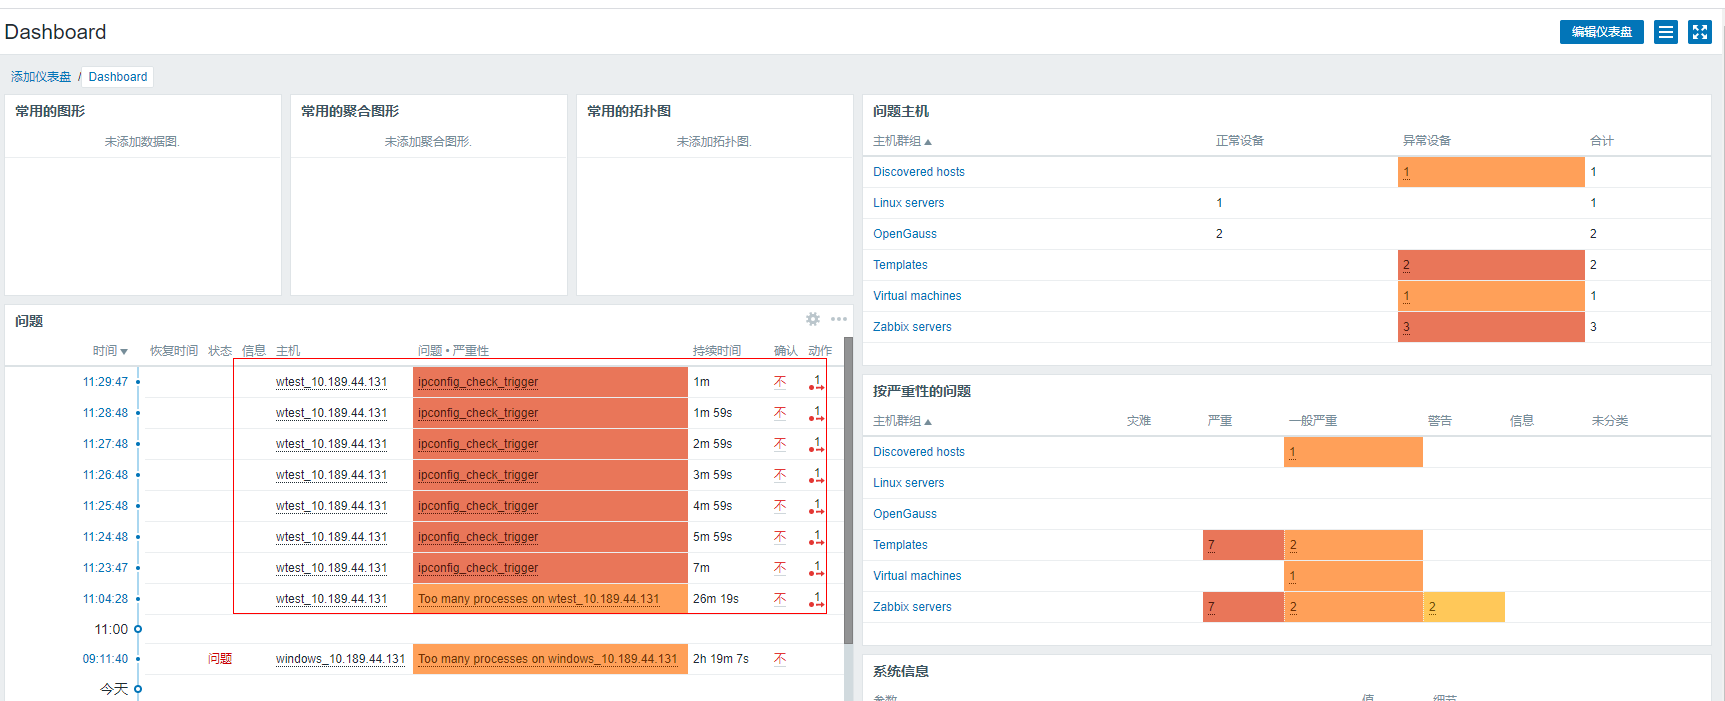 Dashboard
编辑仪表盘
添加仪表盘 / Dashboard
常用的图形
未添加数据图.
常用的聚合图形
未添加聚合图形.
常用的拓扑图
未添加拓扑图.
问题
时间 恢复时间 状态 信息 主机 问题 • 严重性 持续时间 确认 动作
11:29:47 wtest_10.189.44.131 ipconfig_check_trigger 1m 不 1
11:28:48 wtest_10.189.44.131 ipconfig_check_trigger 1m 59s 不 1
11:27:48 wtest_10.189.44.131 ipconfig_check_trigger 2m 59s 不 1
11:26:48 wtest_10.189.44.131 ipconfig_check_trigger 3m 59s 不 1
11:25:48 wtest_10.189.44.131 ipconfig_check_trigger 4m 59s 不 1
11:24:48 wtest_10.189.44.131 ipconfig_check_trigger 5m 59s 不 1
11:23:47 wtest_10.189.44.131 ipconfig_check_trigger 7m 不 1
11:04:28 wtest_10.189.44.131 Too many processes on wtest_10.189.44.131 26m 19s 不 1
11:00
09:11:40 问题 windows_10.189.44.131 Too many processes on windows_10.189.44.131 2h 19m 7s 不
今天
问题主机
主机群组 正常设备 异常设备 合计
Discovered hosts 1 1
Linux servers 1 1
OpenGauss 2 2
Templates 2 2
Virtual machines 1 1
Zabbix servers 3 3
按严重性的问题
主机群组 灾难 严重 一般严重 警告 信息 未分类
Discovered hosts 1
Linux servers
OpenGauss
Templates 7 2
Virtual machines 1
Zabbix servers 7 2 2
系统信息
参数 值 细节